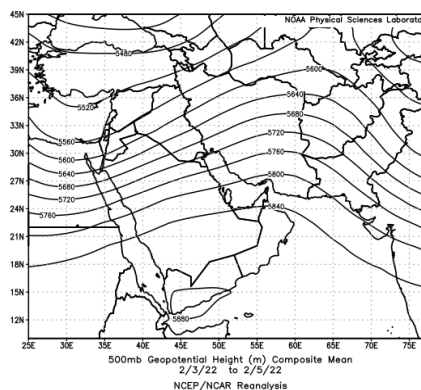 NOAA Physical Sciences Laborato
45N
42N
39N
36N
33N
30N
27N
24N
21N
18N
15N
12N
5480
5520
5560
5600
5640
5680
5720
5760
5600
5640
5680
5720
5760
5800
5840
5880
25E 30E 35E 40E 45E 50E 55E 60E 65E 70E 75E
500mb Geopotential Height (m) Composite Mean
2/3/22 to 2/5/22
NCEP/NCAR Reanalysis